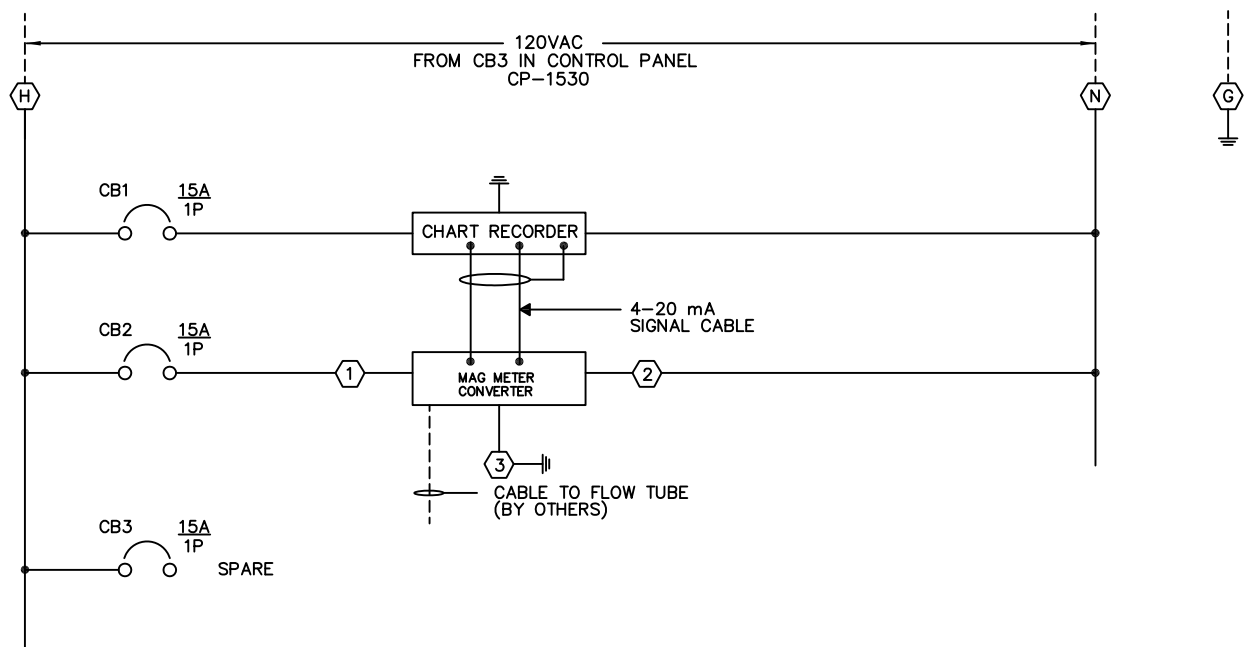 120VAC
FROM CB3 IN CONTROL PANEL
CP-1530
H
N
G
CB1
15A
1P
CHART RECORDER
4-20 mA
SIGNAL CABLE
CB2
15A
1P
1
MAG METER
CONVERTER
2
3
CABLE TO FLOW TUBE
(BY OTHERS)
CB3
15A
1P
SPARE